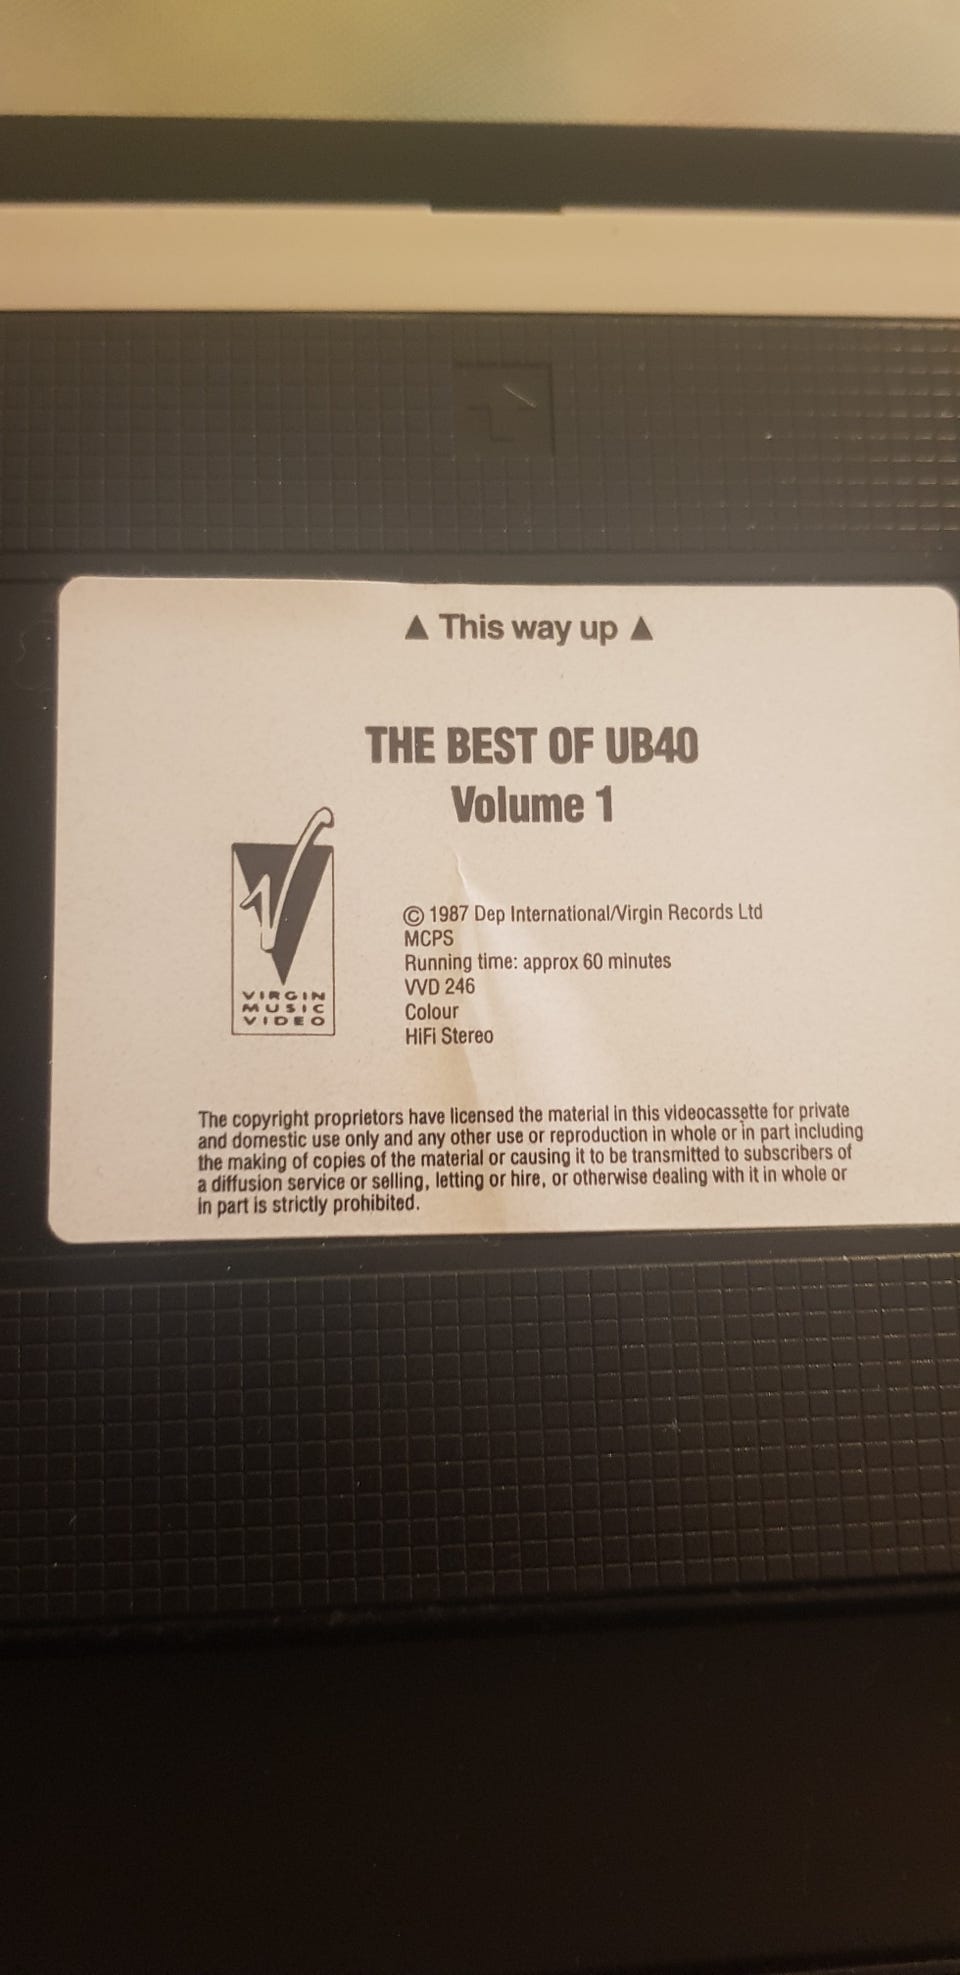 ▲ This way up ▲
THE BEST OF UB40
Volume 1
VIRGIN
MUSIC
VIDEO
© 1987 Dep International/Virgin Records Ltd
MCPS
Running time: approx 60 minutes
VVD 246
Colour
HiFi Stereo
The copyright proprietors have licensed the material in this videocassette for private
and domestic use only and any other use or reproduction in whole or in part including
the making of copies of the material or causing it to be transmitted to subscribers of
a diffusion service or selling, letting or hire, or otherwise dealing with it in whole or
in part is strictly prohibited.